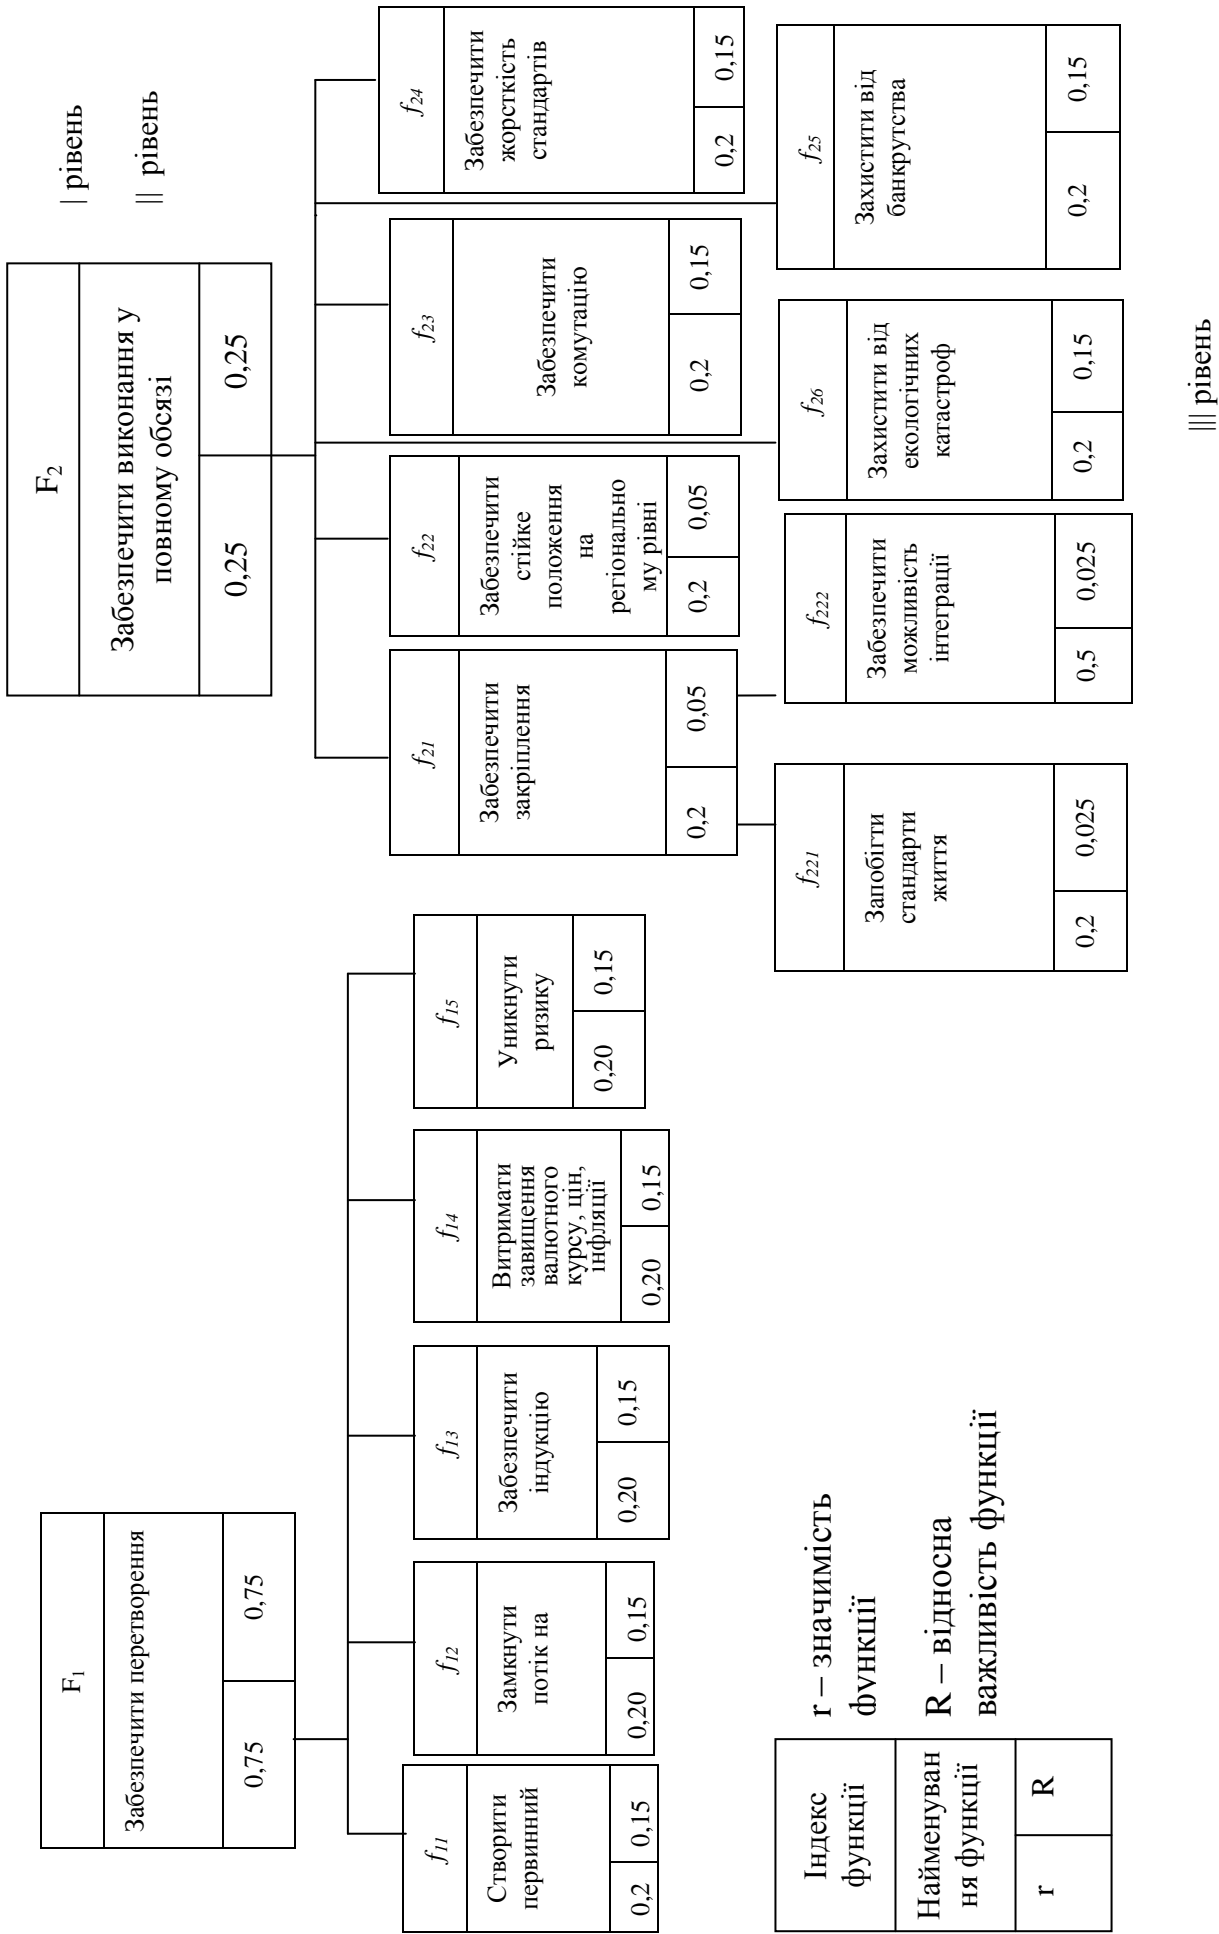 | рівень
|| рівень
F1
Забезпечити перетворення
0,75
0,75
F2
Забезпечити виконання у
повному обсязі
0,25
0,25
f11
Створити
первинний
0,2
0,15
f12
Замкнути
потік на
0,20
0,15
f13
Забезпечити
індукцію
0,20
0,15
f14
Витримати
завищення
валютного
курсу, цін,
інфляції
0,20
0,15
f15
Уникнути
ризику
0,20
0,15
f21
Забезпечити
закріплення
0,2
0,05
f22
Забезпечити
стійке
положення
на
регіонально
му рівні
0,2
0,05
f23
Забезпечити
комутацію
0,2
0,15
f24
Забезпечити
жорсткість
стандартів
0,2
0,15
f221
Запобігти
стандарти
життя
0,2
0,025
f222
Забезпечити
можливість
інтеграції
0,5
0,025
f26
Захистити від
екологічних
катастроф
0,2
0,15
f25
Захистити від
банкрутства
0,2
0,15
Індекс
функції
Найменуван
ня функції
r
R
r – значимість
функції
R – відносна
важливість функції
||| рівень